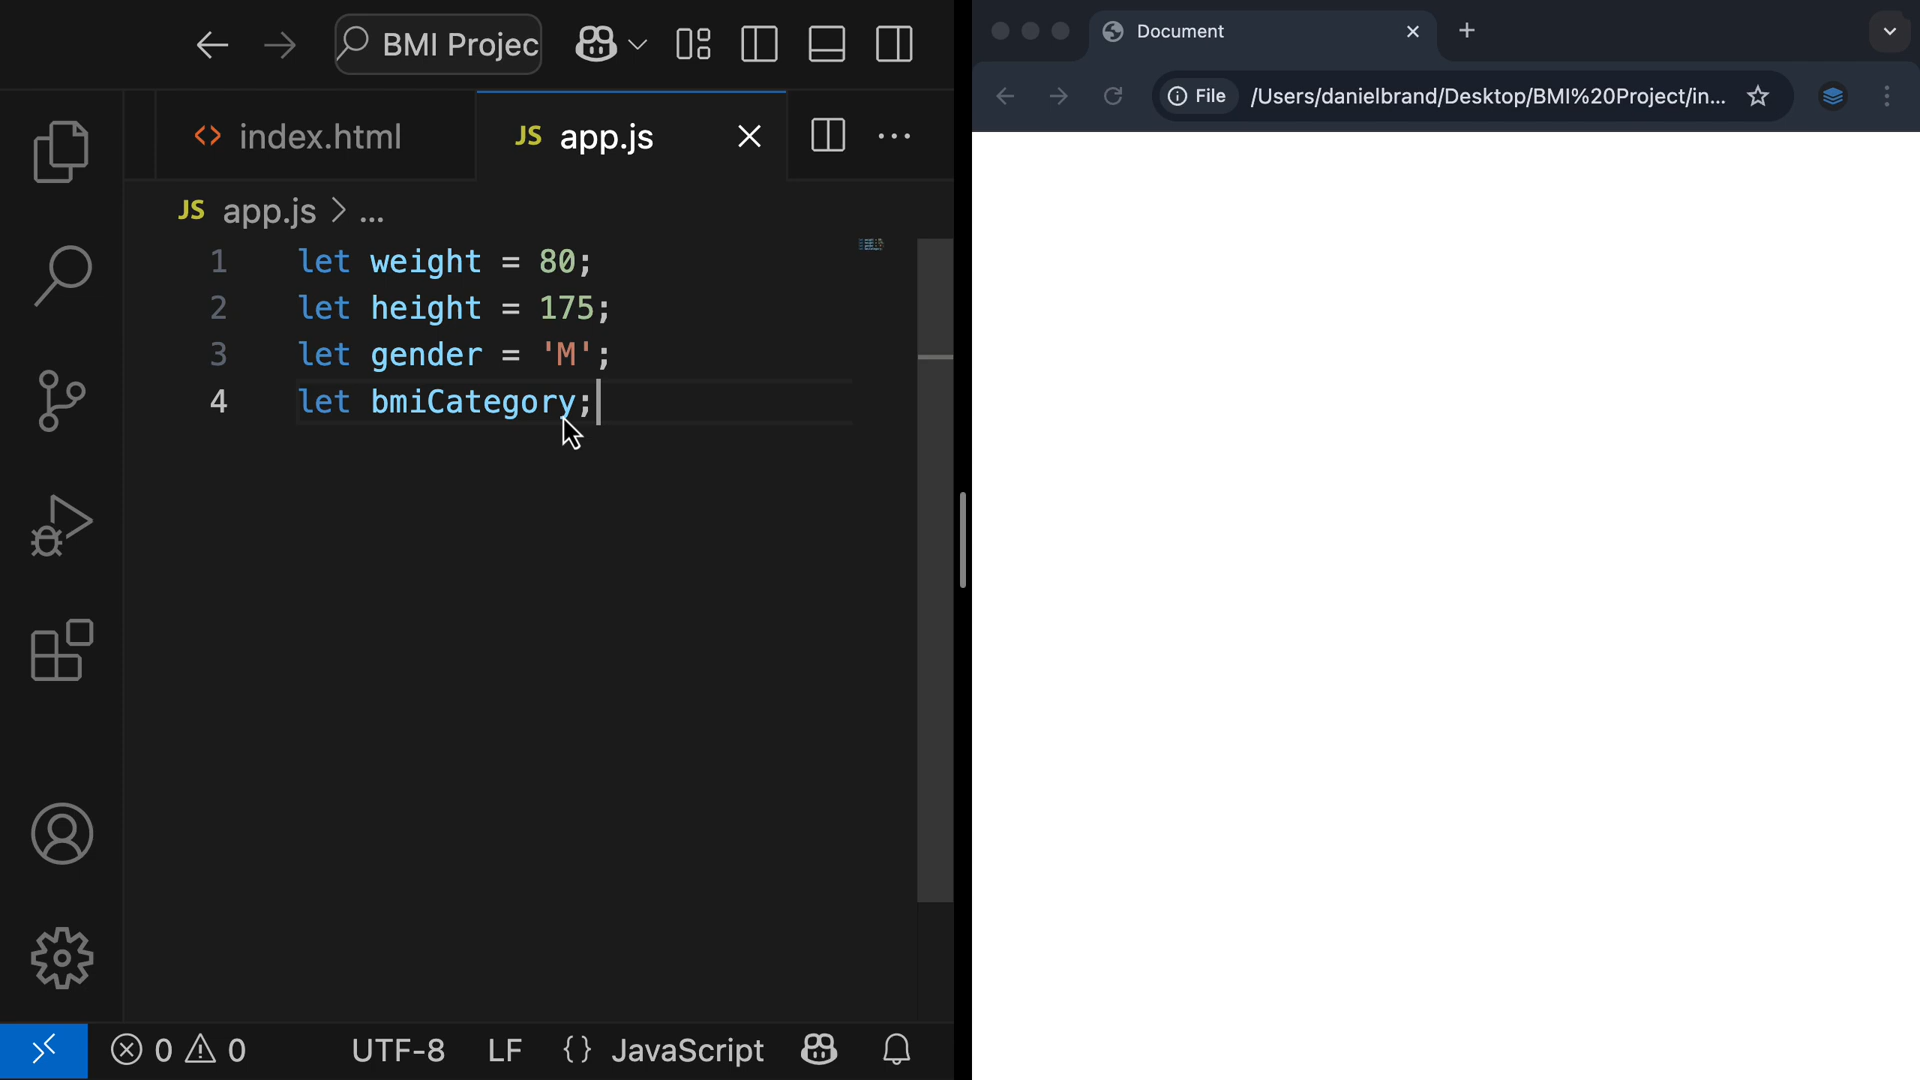 BMI Projec
index.html
JS app.js
JS app.js > ...
1 let weight = 80;
2 let height = 175;
3 let gender = 'M';
4 let bmiCategory;
0 0 UTF-8 LF {} JavaScript
Document
File /Users/danielbrand/Desktop/BMI%20Project/in...